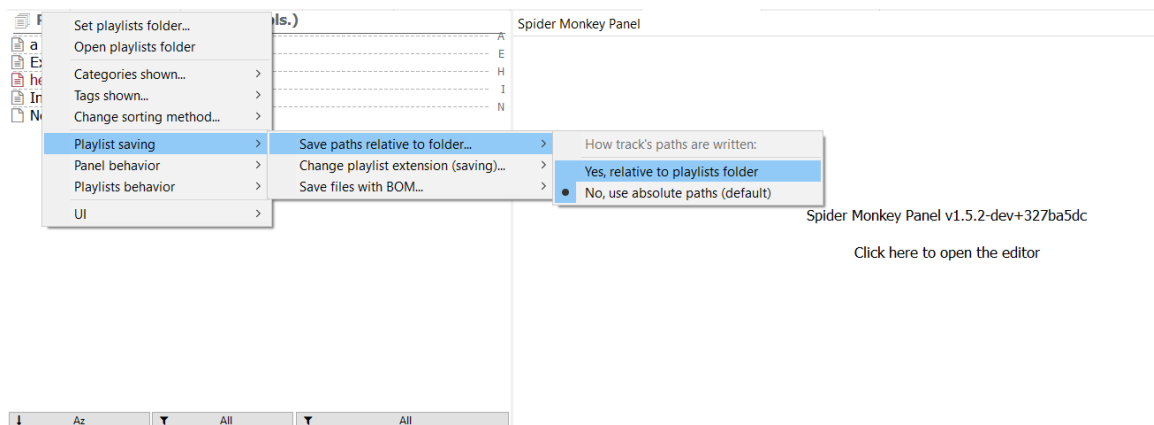 ls.)
Set playlists folder...
Open playlists folder
Categories shown...
Tags shown...
Change sorting method...
Playlist saving
Panel behavior
Playlists behavior
UI
Save paths relative to folder...
Change playlist extension (saving)...
Save files with BOM...
How track's paths are written:
Yes, relative to playlists folder
No, use absolute paths (default)
a
A
E
H
I
N
Az
All
All
Spider Monkey Panel
Spider Monkey Panel v1.5.2-dev+327ba5dc
Click here to open the editor